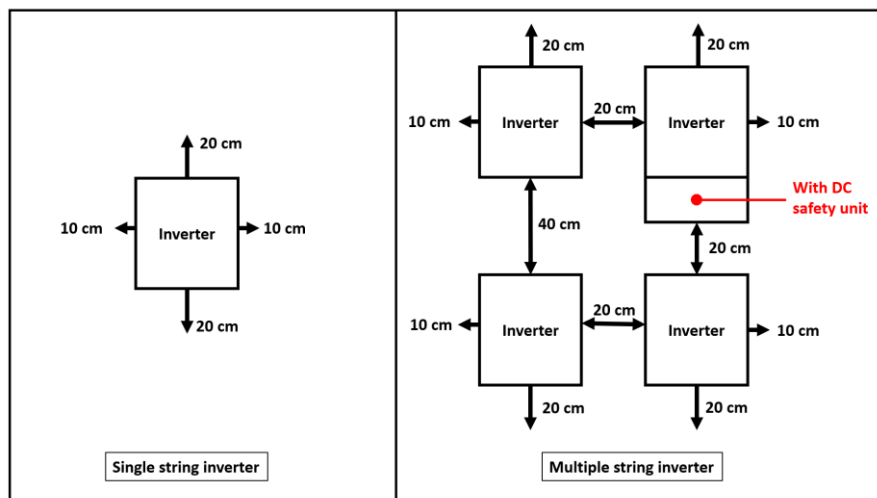 20 cm
10 cm
Inverter
10 cm
20 cm
Single string inverter
20 cm
20 cm
10 cm
Inverter
20 cm
Inverter
10 cm
With DC
safety unit
40 cm
20 cm
10 cm
Inverter
20 cm
Inverter
10 cm
20 cm
20 cm
Multiple string inverter